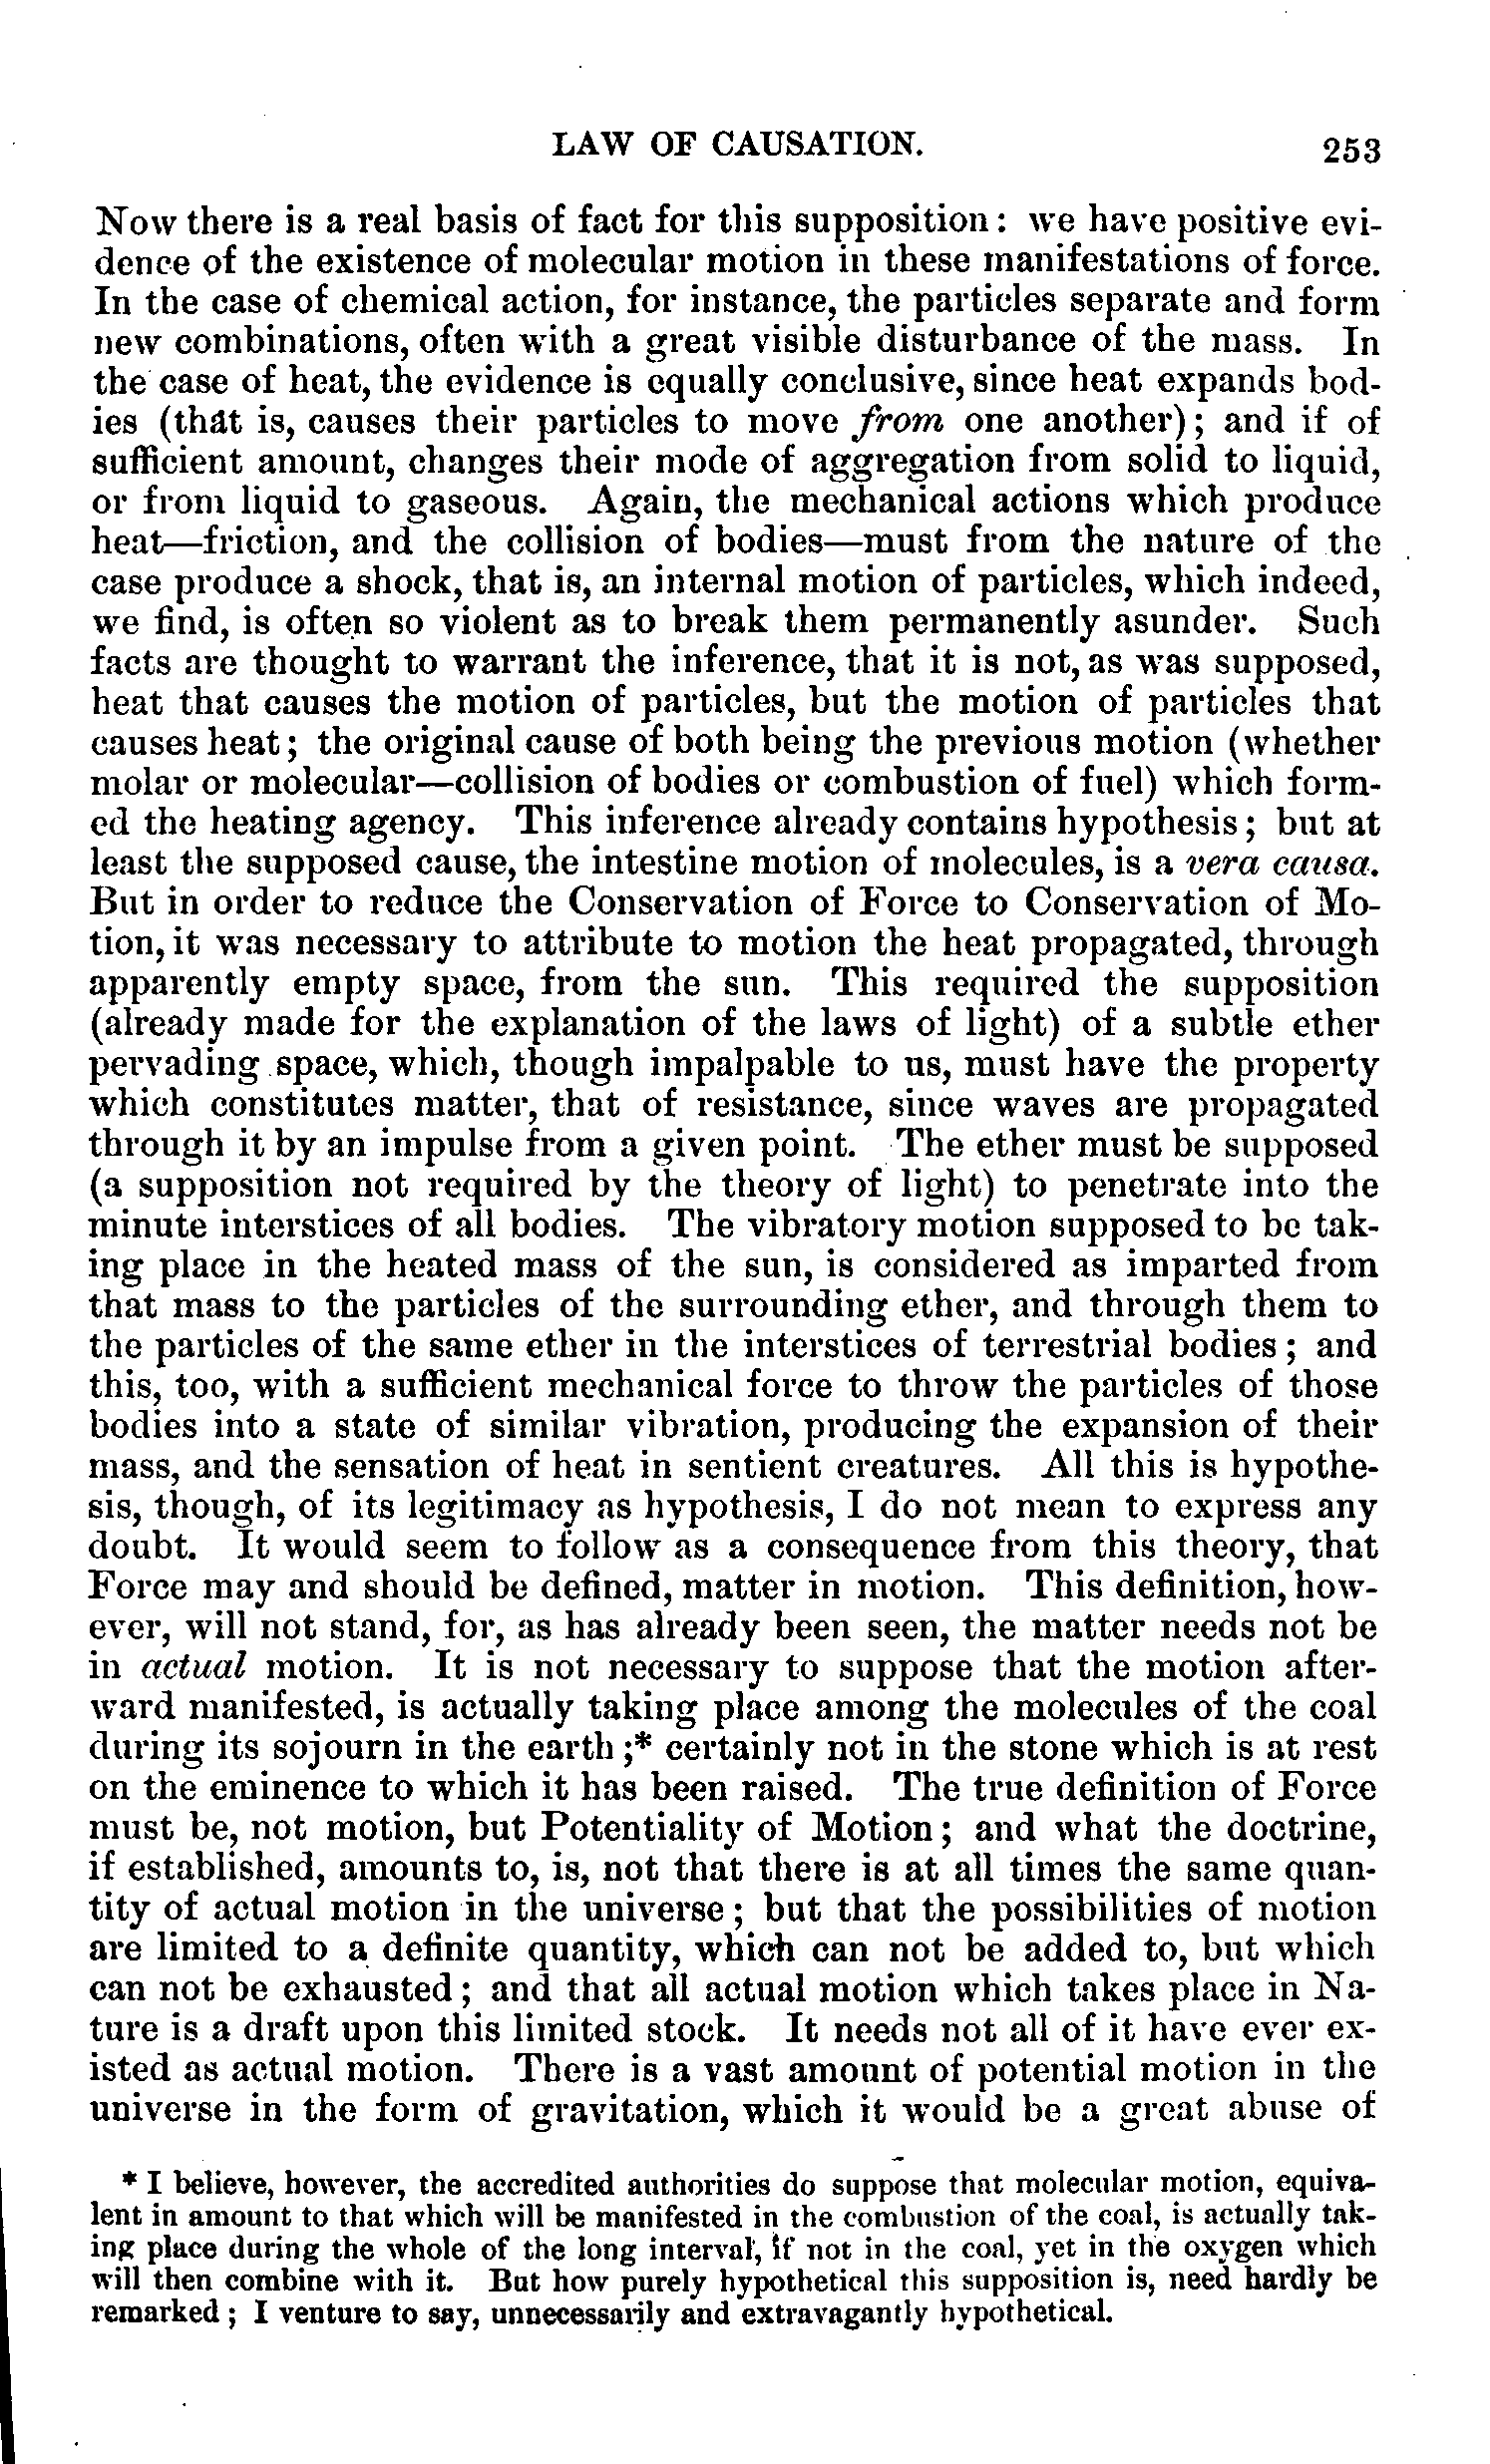 LAW OF CAUSATION. 253
Now there is a real basis of fact for this supposition: we have positive evi-
dence of the existence of molecular motion in these manifestations of force.
In the case of chemical action, for instance, the particles separate and form
new combinations, often with a great visible disturbance of the mass. In
the case of heat, the evidence is equally conclusive, since heat expands bod-
ies (that is, causes their particles to move from one another); and if of
sufficient amount, changes their mode of aggregation from solid to liquid,
or from liquid to gaseous. Again, the mechanical actions which produce
heat—friction, and the collision of bodies—must from the nature of the
case produce a shock, that is, an internal motion of particles, which indeed,
we find, is often so violent as to break them permanently asunder. Such
facts are thought to warrant the inference, that it is not, as was supposed,
heat that causes the motion of particles, but the motion of particles that
causes heat; the original cause of both being the previous motion (whether
molar or molecular—collision of bodies or combustion of fuel) which form-
ed the heating agency. This inference already contains hypothesis; but at
least the supposed cause, the intestine motion of molecules, is a vera causa.
But in order to reduce the Conservation of Force to Conservation of Mo-
tion, it was necessary to attribute to motion the heat propagated, through
apparently empty space, from the sun. This required the supposition
(already made for the explanation of the laws of light) of a subtle ether
pervading space, which, though impalpable to us, must have the property
which constitutes matter, that of resistance, since waves are propagated
through it by an impulse from a given point. The ether must be supposed
(a supposition not required by the theory of light) to penetrate into the
minute interstices of all bodies. The vibratory motion supposed to be tak-
ing place in the heated mass of the sun, is considered as imparted from
that mass to the particles of the surrounding ether, and through them to
the particles of the same ether in the interstices of terrestrial bodies; and
this, too, with a sufficient mechanical force to throw the particles of those
bodies into a state of similar vibration, producing the expansion of their
mass, and the sensation of heat in sentient creatures. All this is hypothe-
sis, though, of its legitimacy as hypothesis, I do not mean to express any
doubt. It would seem to follow as a consequence from this theory, that
Force may and should be defined, matter in motion. This definition, how-
ever, will not stand, for, as has already been seen, the matter needs not be
in actual motion. It is not necessary to suppose that the motion after-
ward manifested, is actually taking place among the molecules of the coal
during its sojourn in the earth;* certainly not in the stone which is at rest
on the eminence to which it has been raised. The true definition of Force
must be, not motion, but Potentiality of Motion; and what the doctrine,
if established, amounts to, is, not that there is at all times the same quan-
tity of actual motion in the universe; but that the possibilities of motion
are limited to a definite quantity, which can not be added to, but which
can not be exhausted; and that all actual motion which takes place in Na-
ture is a draft upon this limited stock. It needs not all of it have ever ex-
isted as actual motion. There is a vast amount of potential motion in the
universe in the form of gravitation, which it would be a great abuse of
* I believe, however, the accredited authorities do suppose that molecular motion, equiva-
lent in amount to that which will be manifested in the combustion of the coal, is actually tak-
ing place during the whole of the long interval, if not in the coal, yet in the oxygen which
will then combine with it. But how purely hypothetical this supposition is, need hardly be
remarked; I venture to say, unnecessarily and extravagantly hypothetical.